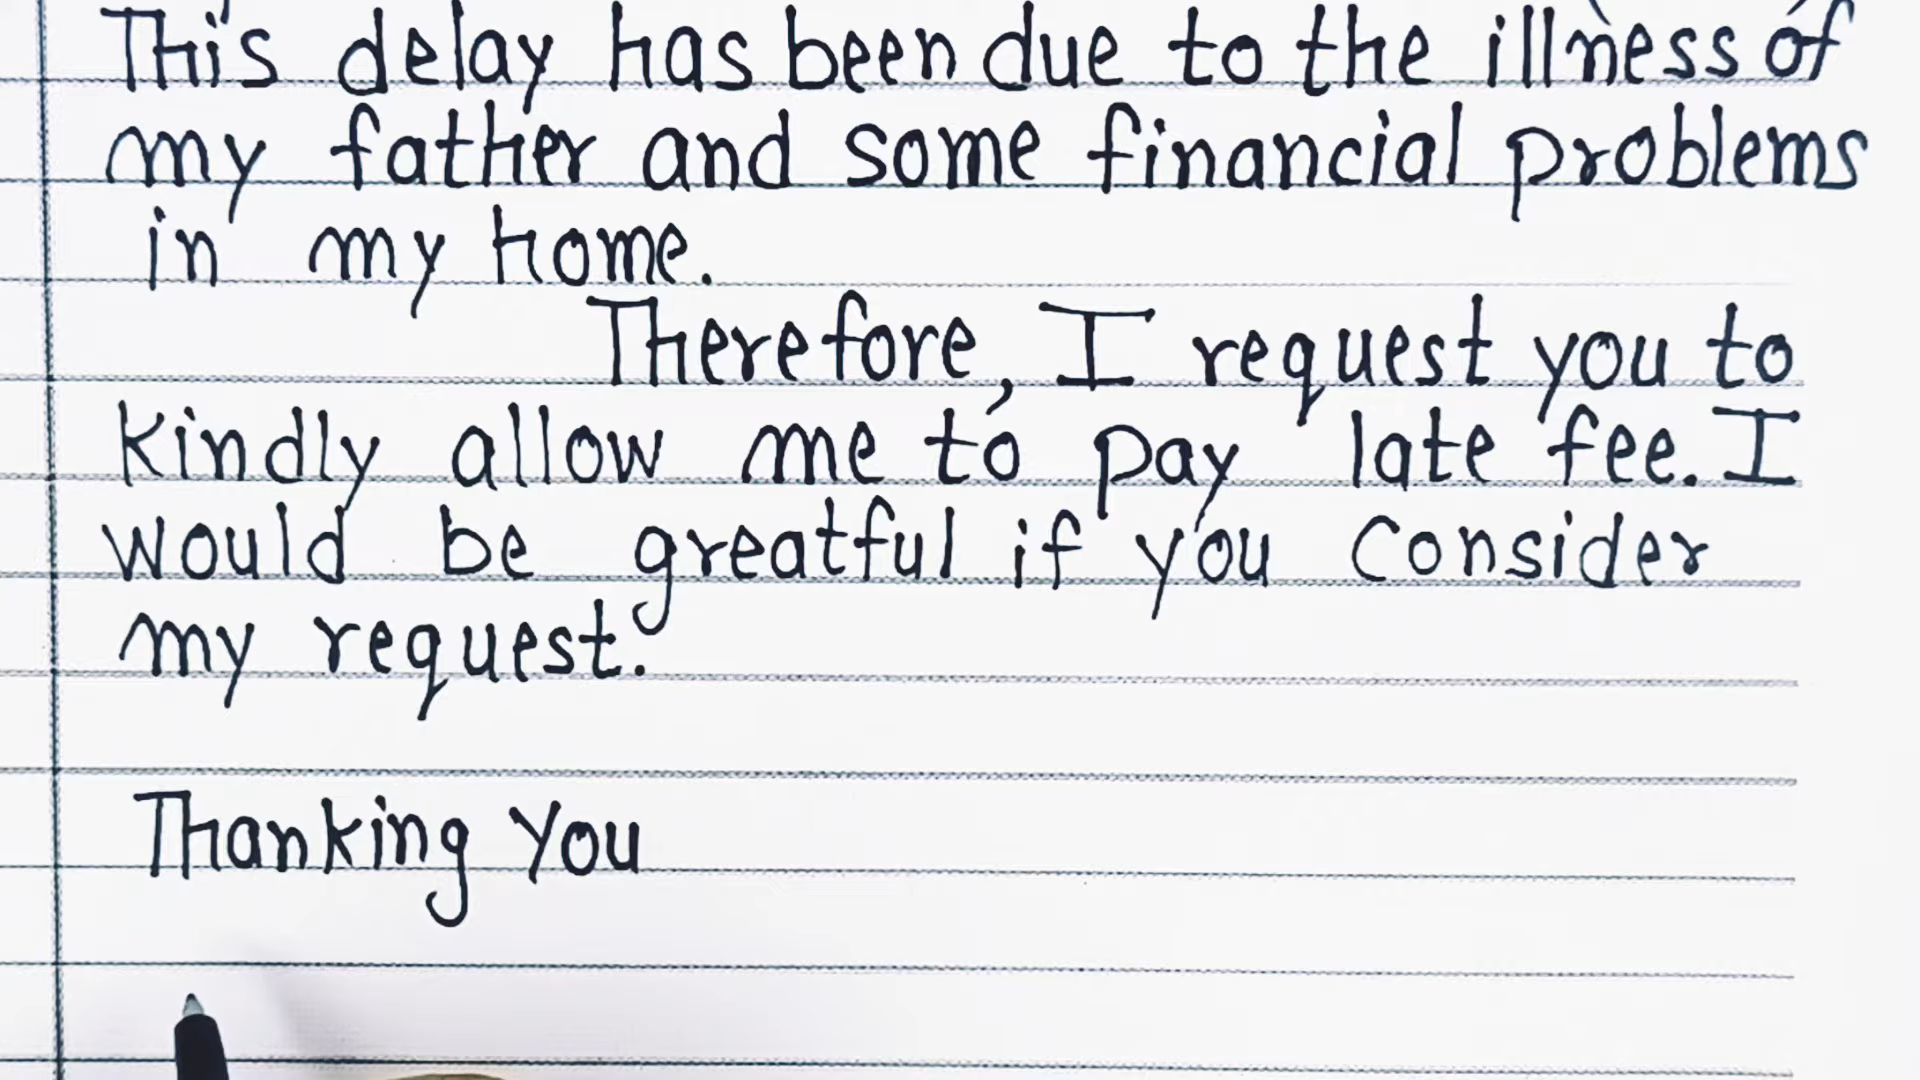 This delay has been due to the illness of
my father and some financial problems
in my home.
Therefore, I request you to
kindly allow me to pay late fee. I
would be greatful if you Consider
my request.
Thanking You